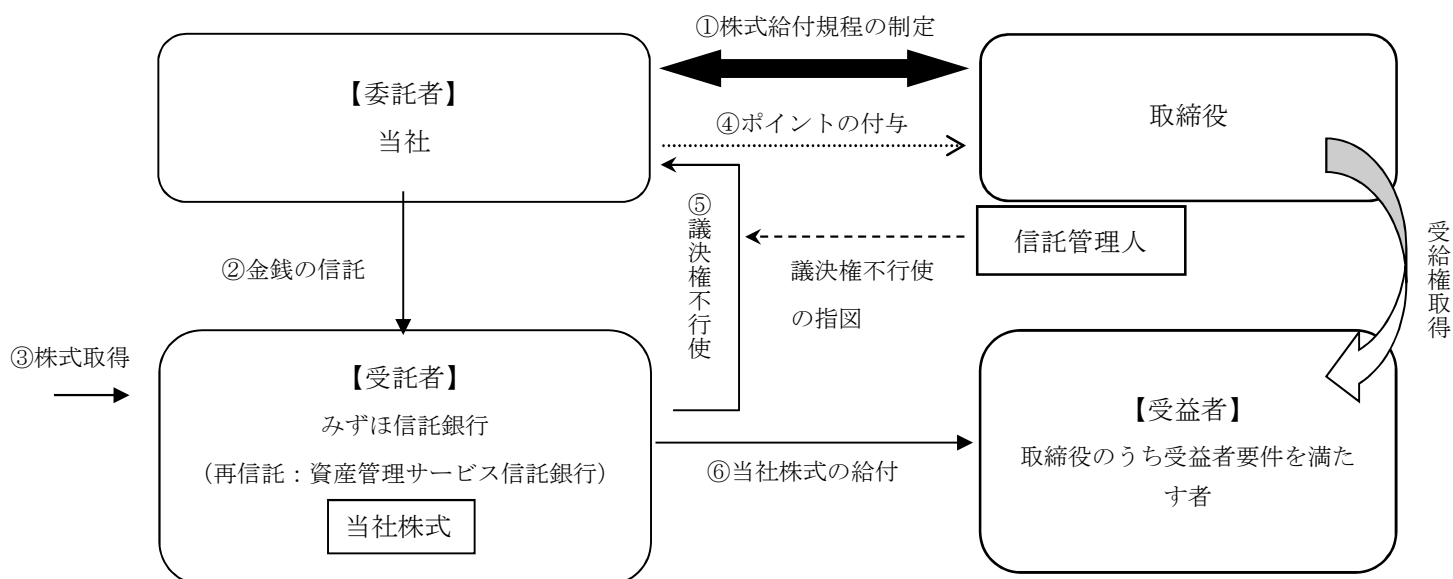 ①株式給付規程の制定
【委託者】
当社
取締役
④ポイントの付与
②金銭の信託
⑤議決権不行使
信託管理人
議決権不行使
の指図
受給権取得
③株式取得
【受託者】
みずほ信託銀行
（再信託：資産管理サービス信託銀行）
当社株式
⑥当社株式の給付
【受益者】
取締役のうち受益者要件を満た
す者